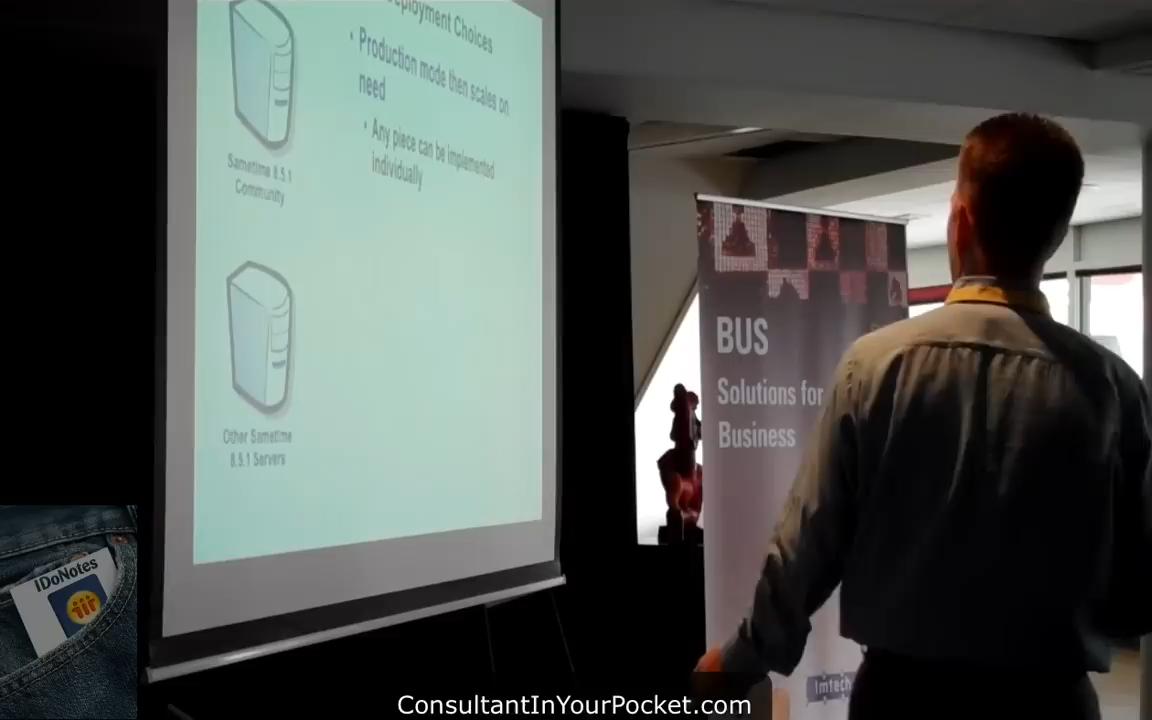 Deployment Choices
• Production mode then scales on
need
• Any piece can be implemented
individually
Sametime 8.5.1
Community
Other Sametime
8.5.1 Servers
BUS
Solutions for
Business
Imtech
IDoNotes
ConsultantInYourPocket.com